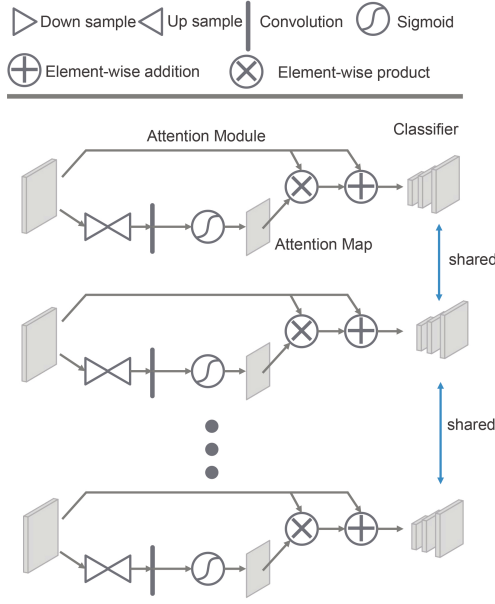 Down sample Up sample Convolution Sigmoid
Element-wise addition Element-wise product
Classifier
Attention Module
Attention Map
shared
shared